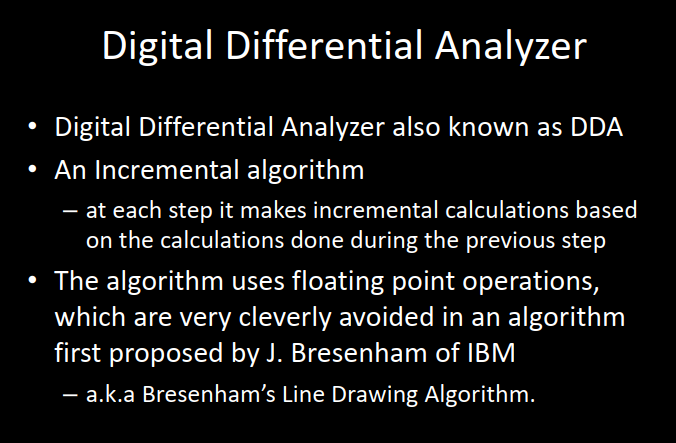 Digital Differential Analyzer
• Digital Differential Analyzer also known as DDA
• An Incremental algorithm
– at each step it makes incremental calculations based
on the calculations done during the previous step
• The algorithm uses floating point operations,
which are very cleverly avoided in an algorithm
first proposed by J. Bresenham of IBM
– a.k.a Bresenham’s Line Drawing Algorithm.